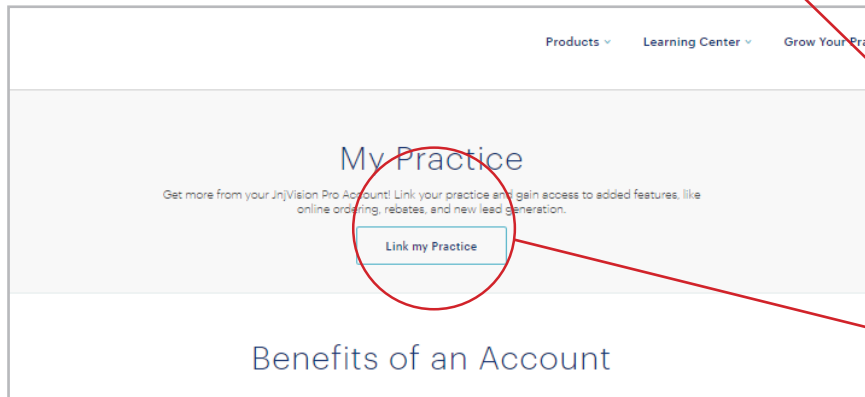 Products Learning Center Grow Your Pra
My Practice
Get more from your JnjVision Pro Account! Link your practice and gain access to added features, like
online ordering, rebates, and new lead generation.
Link my Practice
Benefits of an Account